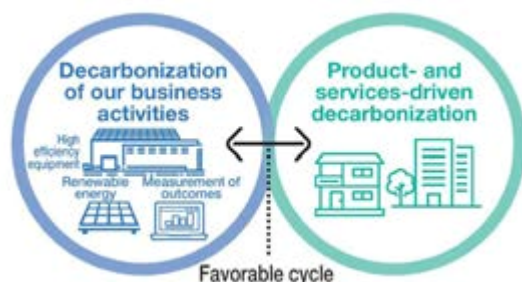 Decarbonization
of our business
activities
High
efficiency
equipment
Renewable
energy
Measurement of
outcomes
Product- and
services-driven
decarbonization
Favorable cycle